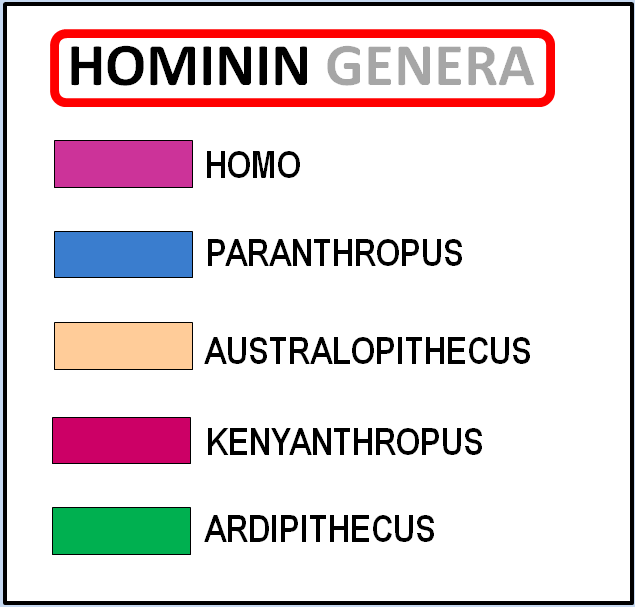 HOMININ GENERA
HOMO
PARANTHROPUS
AUSTRALOPITHECUS
KENYANTHROPUS
ARDIPITHECUS